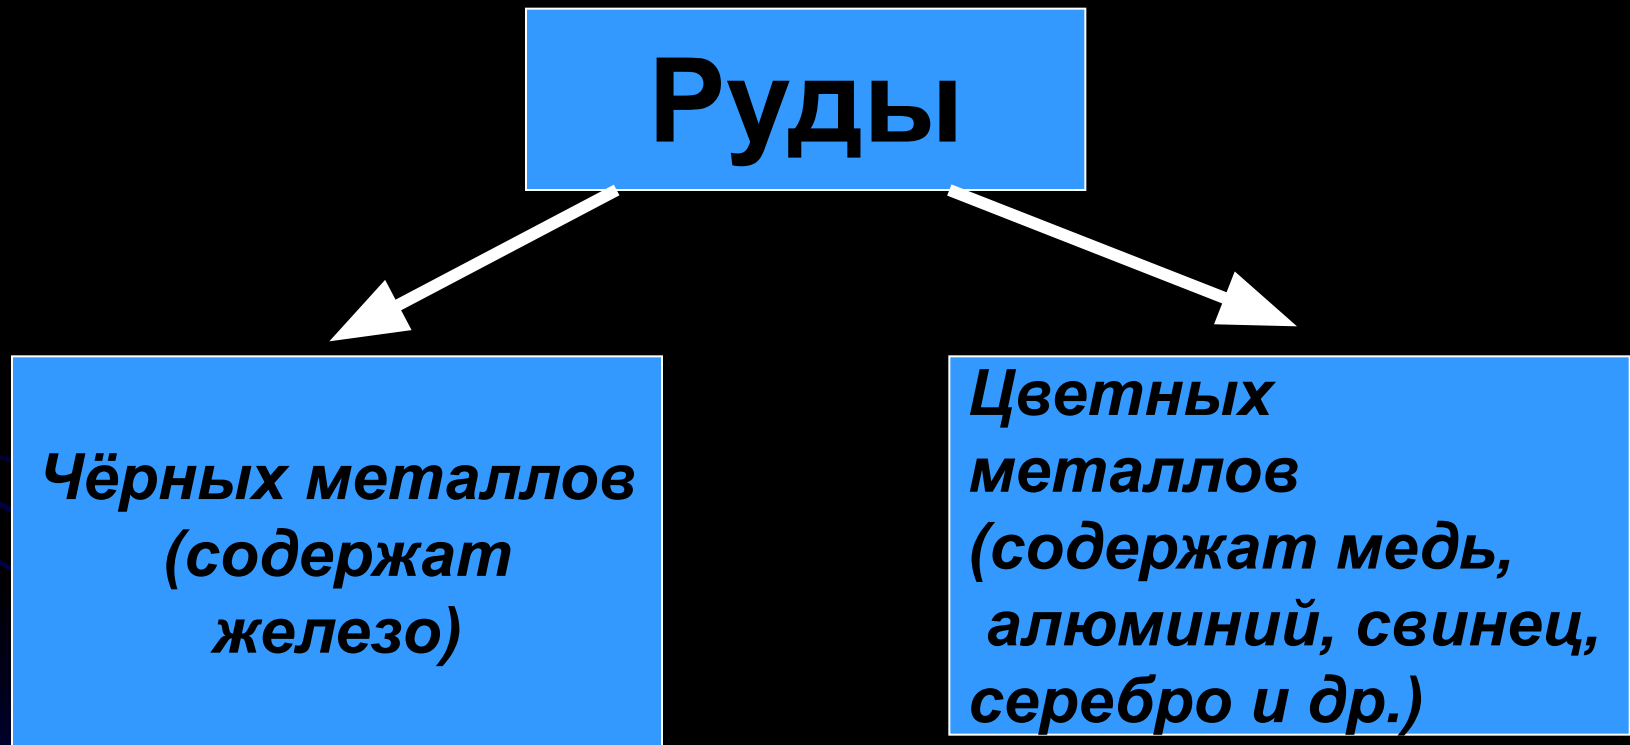 Руды
Чёрных металлов
(содержат
железо)
Цветных
металлов
(содержат медь,
алюминий, свинец,
серебро и др.)